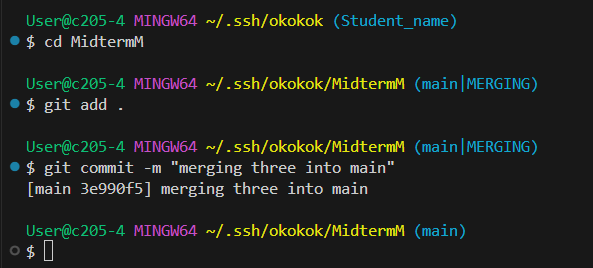 User@c205-4 MINGW64 ~/.ssh/okokok (Student_name)
$ cd MidtermM
User@c205-4 MINGW64 ~/.ssh/okokok/MidtermM (main|MERGING)
$ git add .
User@c205-4 MINGW64 ~/.ssh/okokok/MidtermM (main|MERGING)
$ git commit -m "merging three into main"
[main 3e990f5] merging three into main
User@c205-4 MINGW64 ~/.ssh/okokok/MidtermM (main)
$